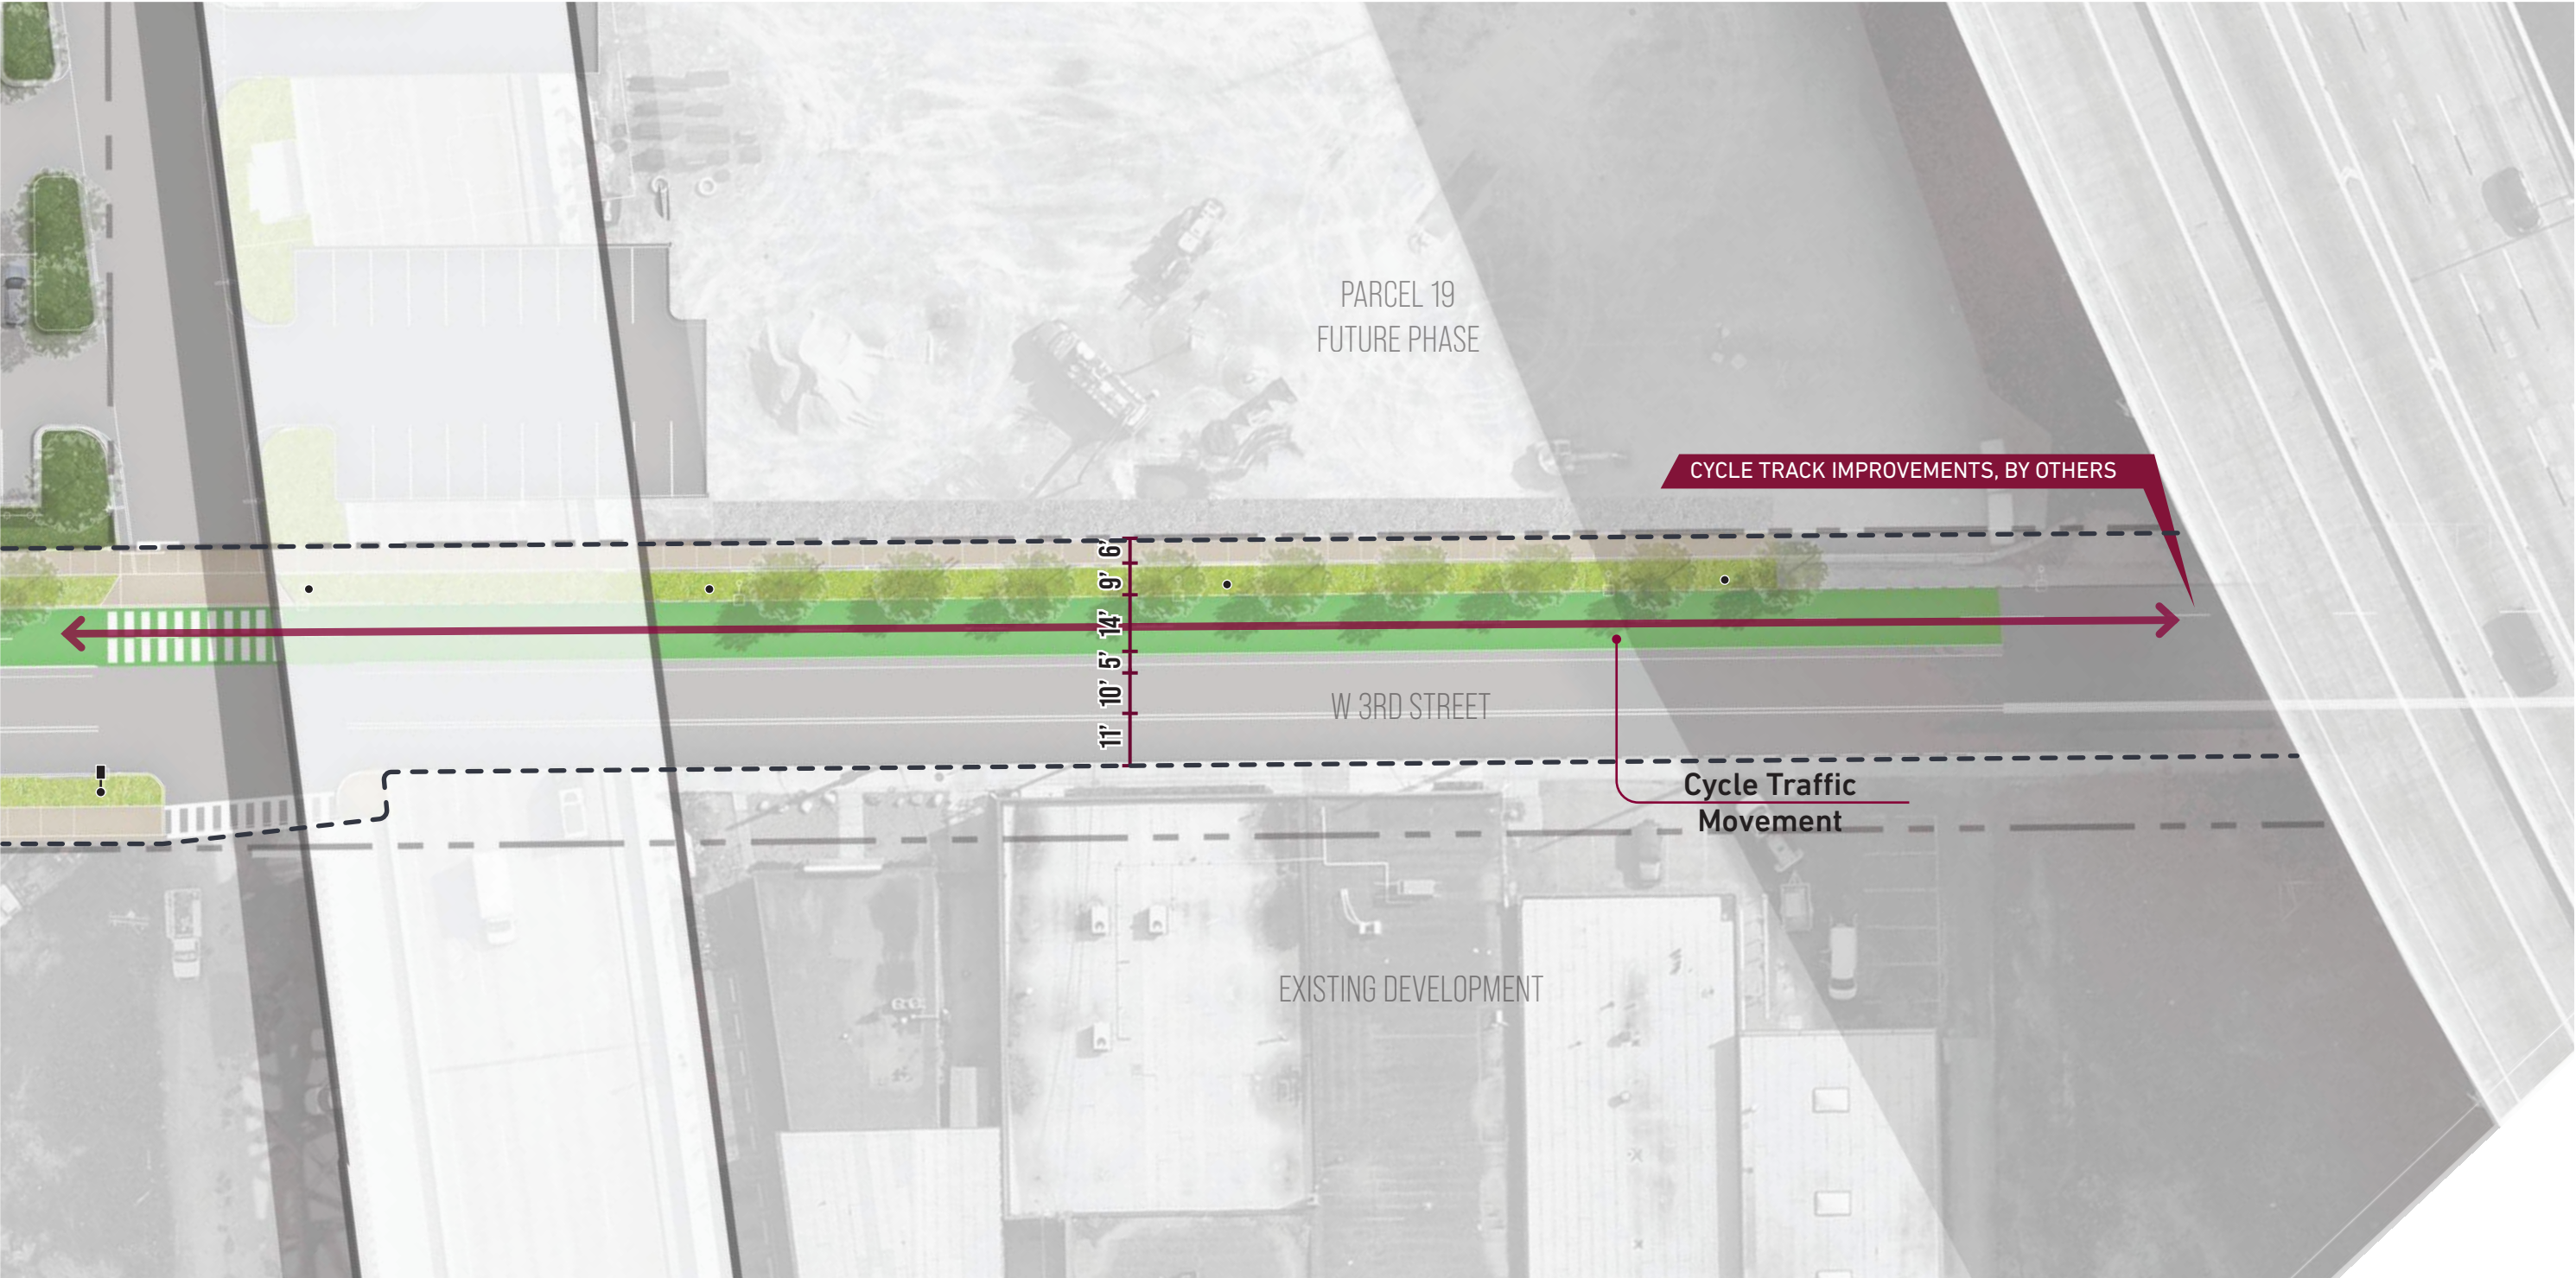 PARCEL 19
FUTURE PHASE
CYCLE TRACK IMPROVEMENTS, BY OTHERS
6'
9'
14'
5'
10'
11'
W 3RD STREET
Cycle Traffic
Movement
EXISTING DEVELOPMENT